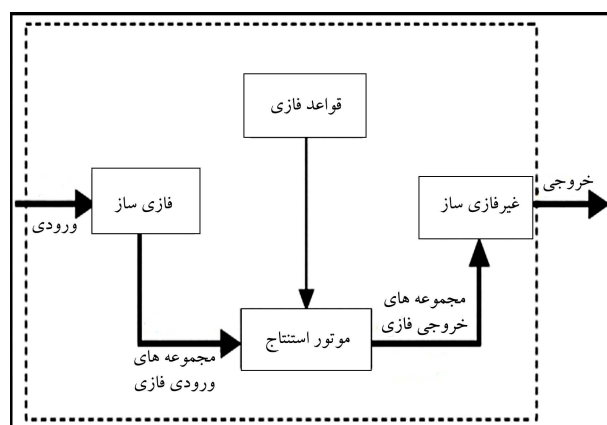 قواعد فازی
فازی ساز
غیرفازی ساز
خروجی
ورودی
مجموعه های
خروجی فازی
موتور استنتاج
مجموعه های
ورودی فازی